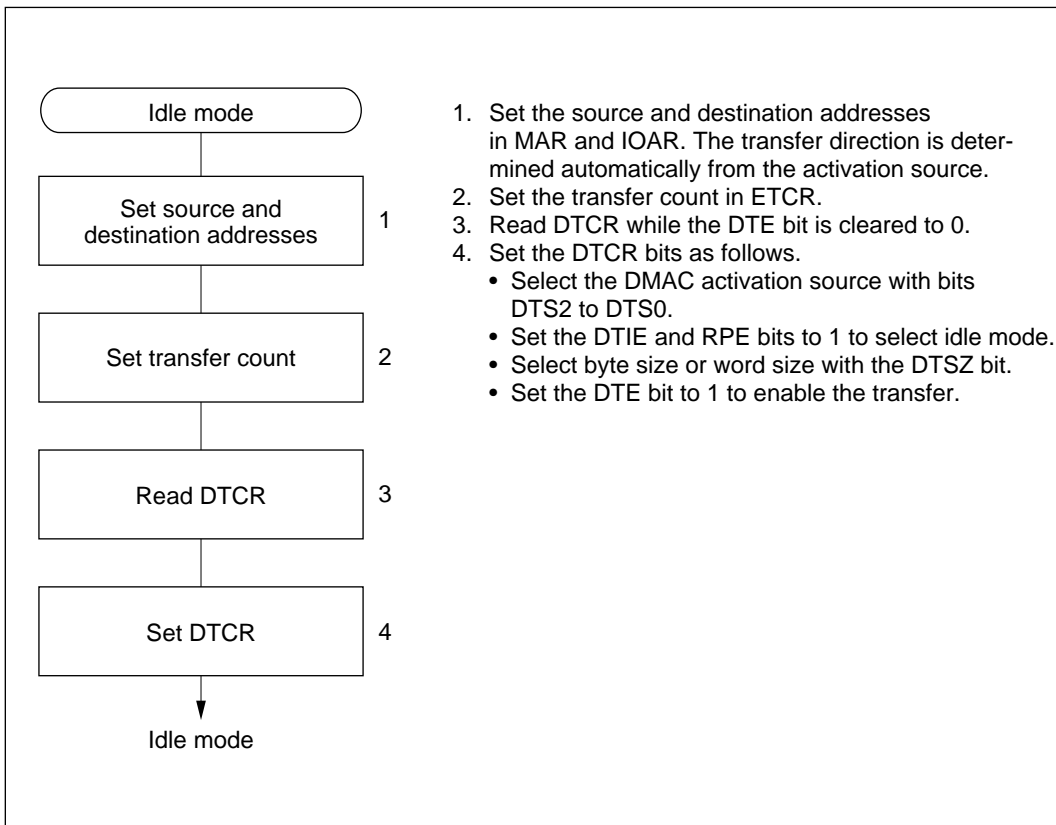 Idle mode
Set source and
destination addresses
1
Set transfer count
2
Read DTCR
3
Set DTCR
4
Idle mode
1. Set the source and destination addresses
in MAR and IOAR. The transfer direction is deter-
mined automatically from the activation source.
2. Set the transfer count in ETCR.
3. Read DTCR while the DTE bit is cleared to 0.
4. Set the DTCR bits as follows.
• Select the DMAC activation source with bits
DTS2 to DTS0.
• Set the DTIE and RPE bits to 1 to select idle mode.
• Select byte size or word size with the DTSZ bit.
• Set the DTE bit to 1 to enable the transfer.